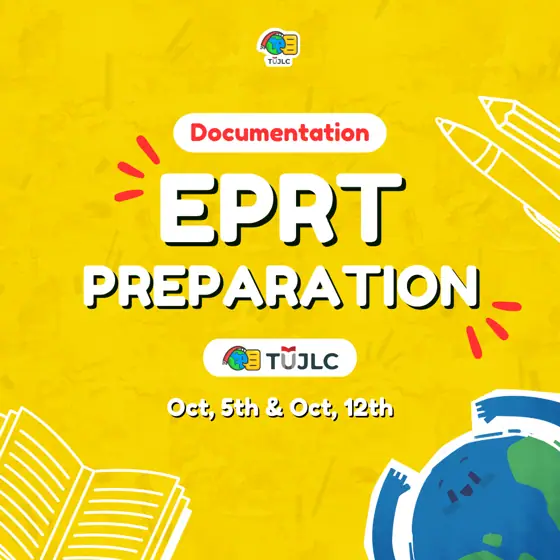 TUJLC
Documentation
EPRT
PREPARATION
TUJLC
Oct, 5th & Oct, 12th